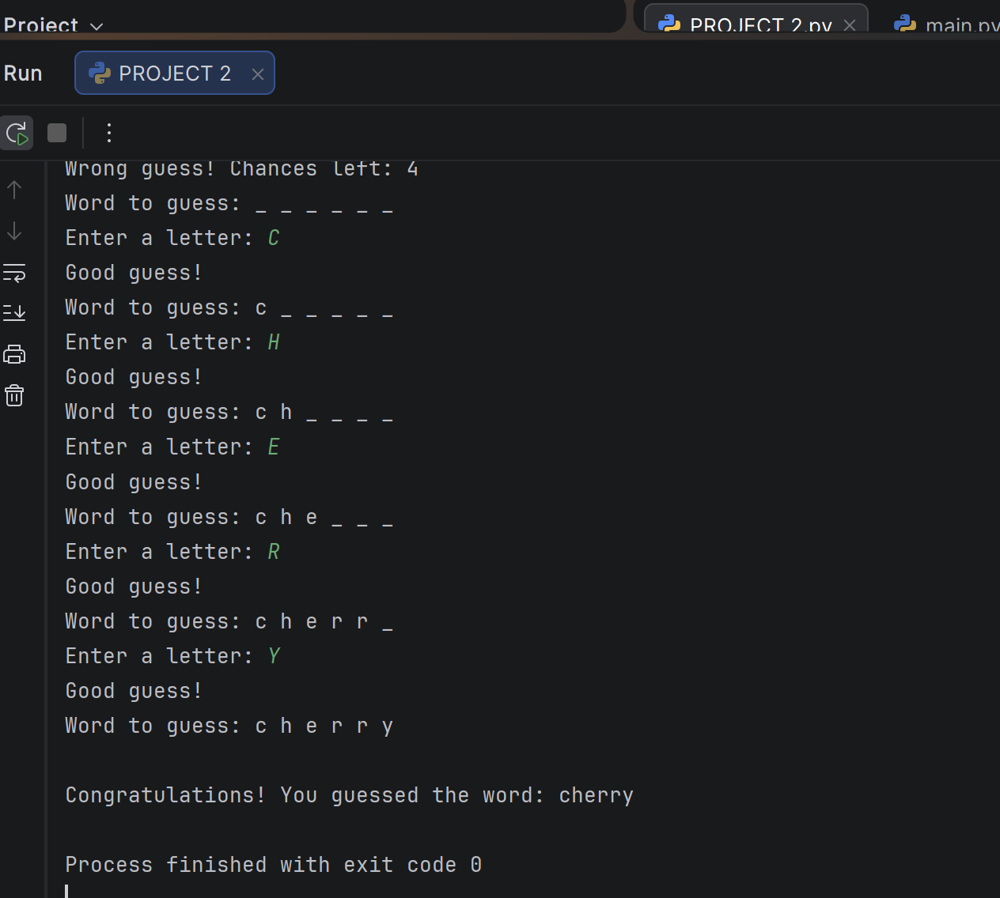 Project
PROJECT 2.py
main.py
Run
PROJECT 2
Wrong guess! Chances left: 4
Word to guess: _ _ _ _ _ _
Enter a letter: C
Good guess!
Word to guess: c _ _ _ _ _
Enter a letter: H
Good guess!
Word to guess: c h _ _ _ _
Enter a letter: E
Good guess!
Word to guess: c h e _ _ _
Enter a letter: R
Good guess!
Word to guess: c h e r r _
Enter a letter: Y
Good guess!
Word to guess: c h e r r y
Congratulations! You guessed the word: cherry
Process finished with exit code 0